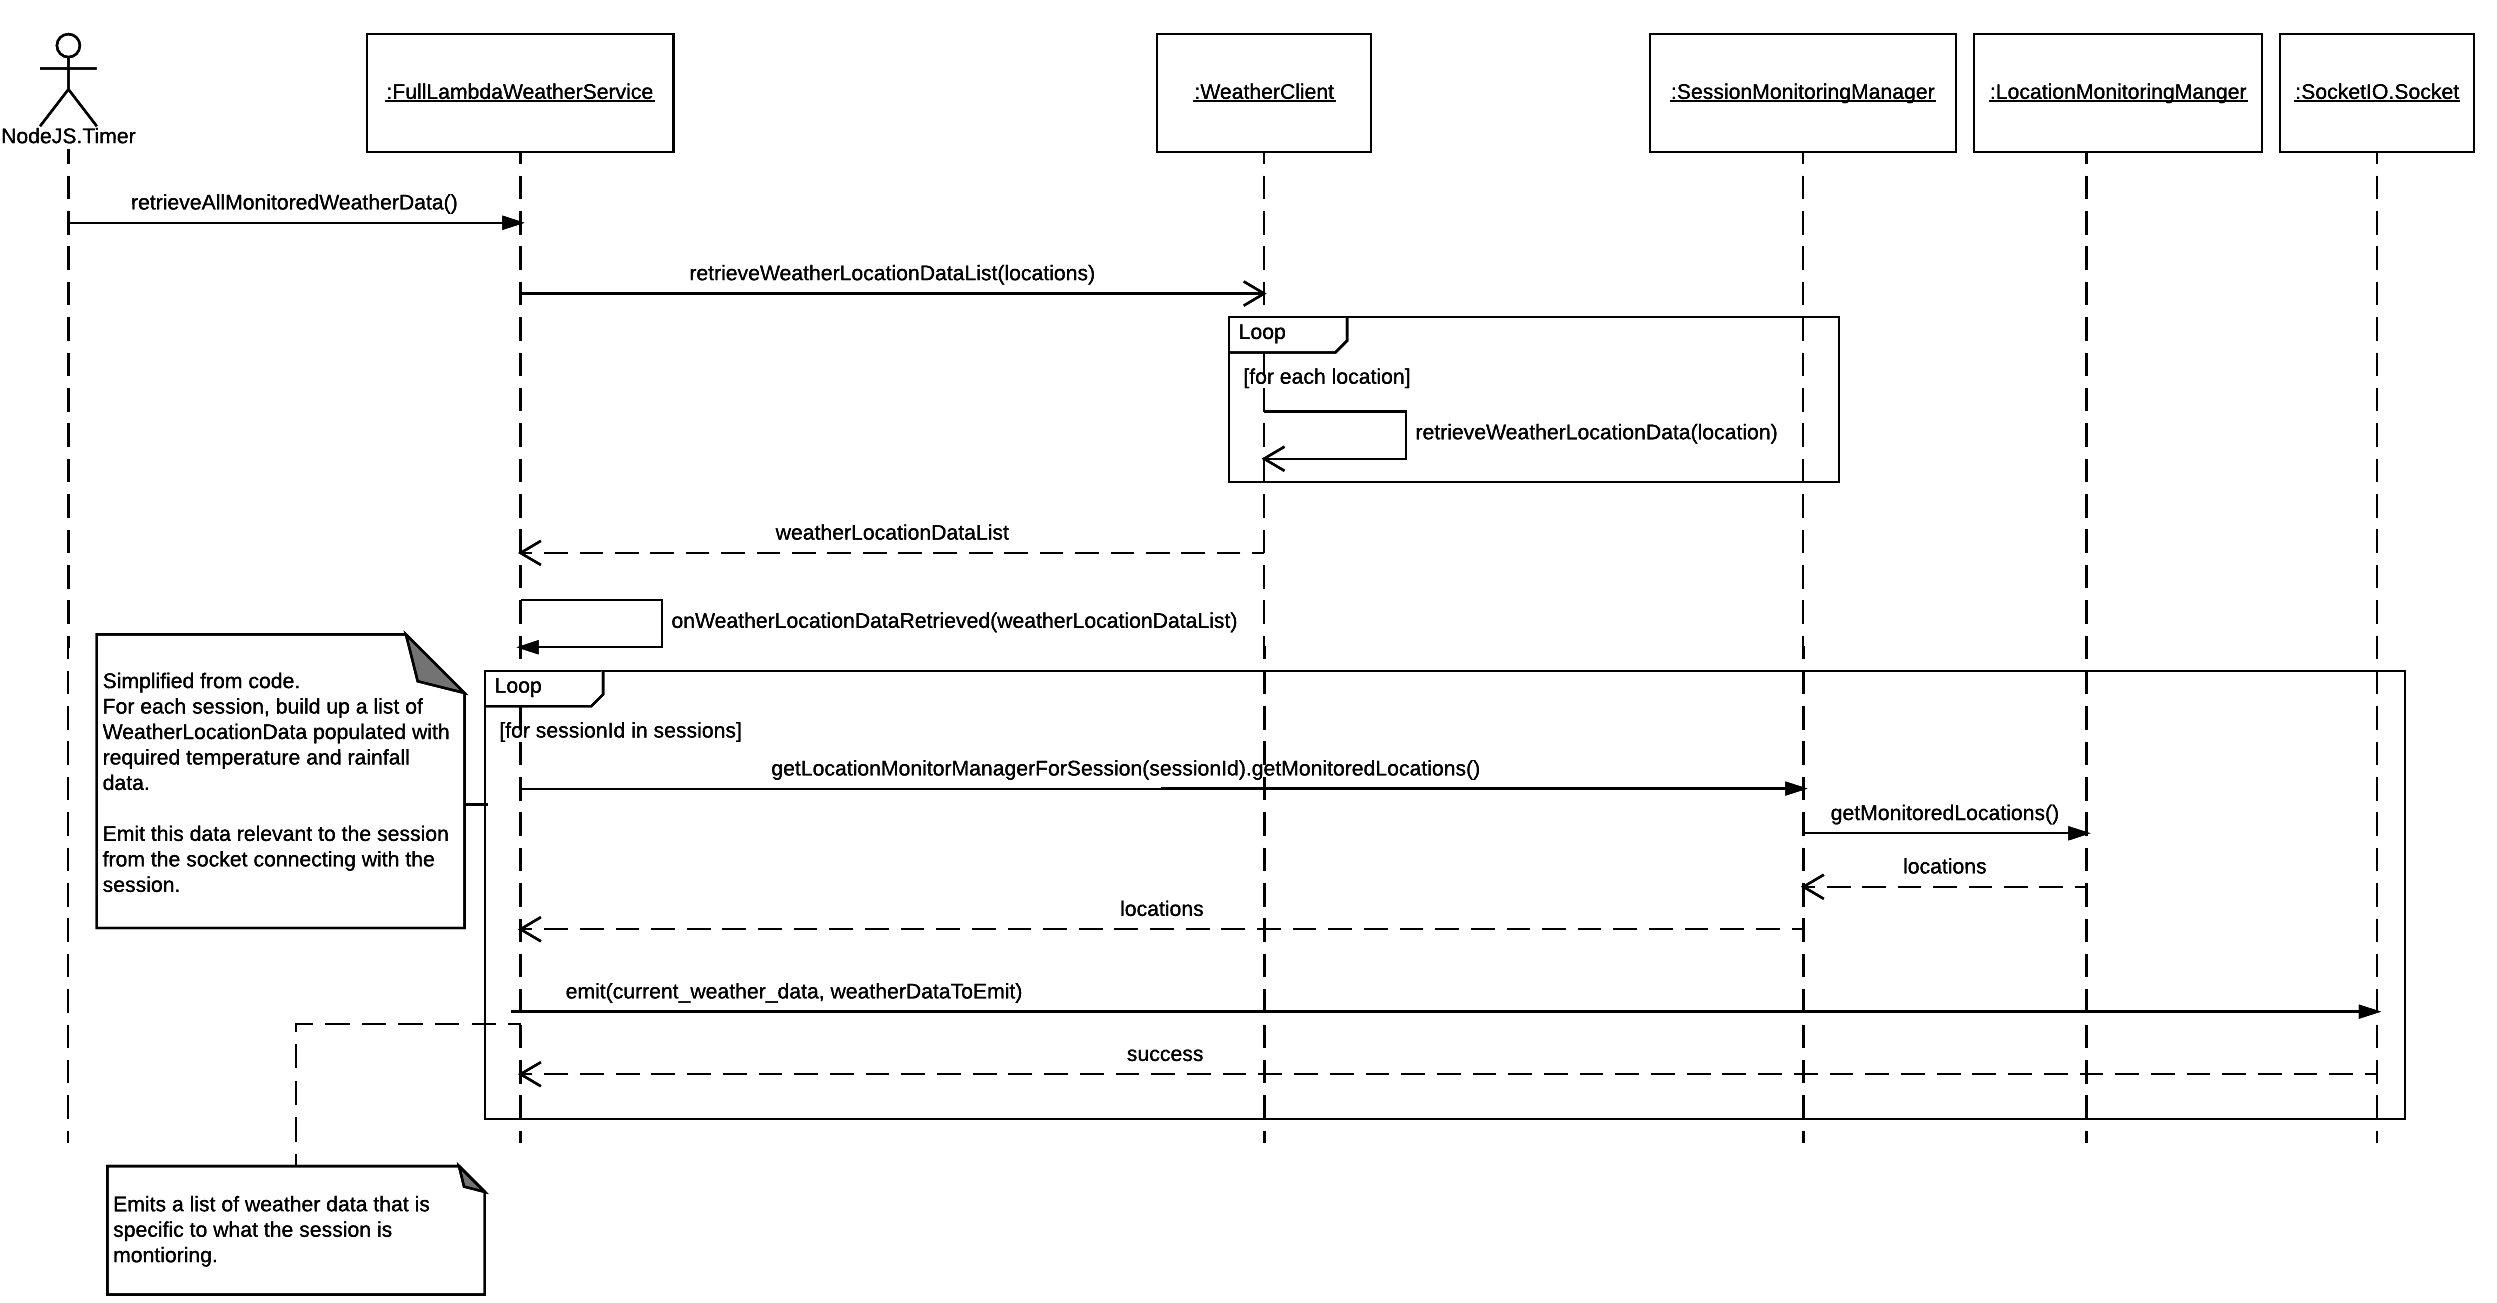 NodeJS.Timer
:FullLambdaWeatherService
:WeatherClient
:SessionMonitoringManager
:LocationMonitoringManger
:SocketIO.Socket
retrieveAllMonitoredWeatherData()
retrieveWeatherLocationDataList(locations)
Loop
[for each location]
retrieveWeatherLocationData(location)
weatherLocationDataList
onWeatherLocationDataRetrieved(weatherLocationDataList)
Simplified from code.
For each session, build up a list of
WeatherLocationData populated with
required temperature and rainfall
data.
Emit this data relevant to the session
from the socket connecting with the
session.
Loop
[for sessionId in sessions]
getLocationMonitorManagerForSession(sessionId).getMonitoredLocations()
getMonitoredLocations()
locations
locations
emit(current_weather_data, weatherDataToEmit)
success
Emits a list of weather data that is
specific to what the session is
montioring.